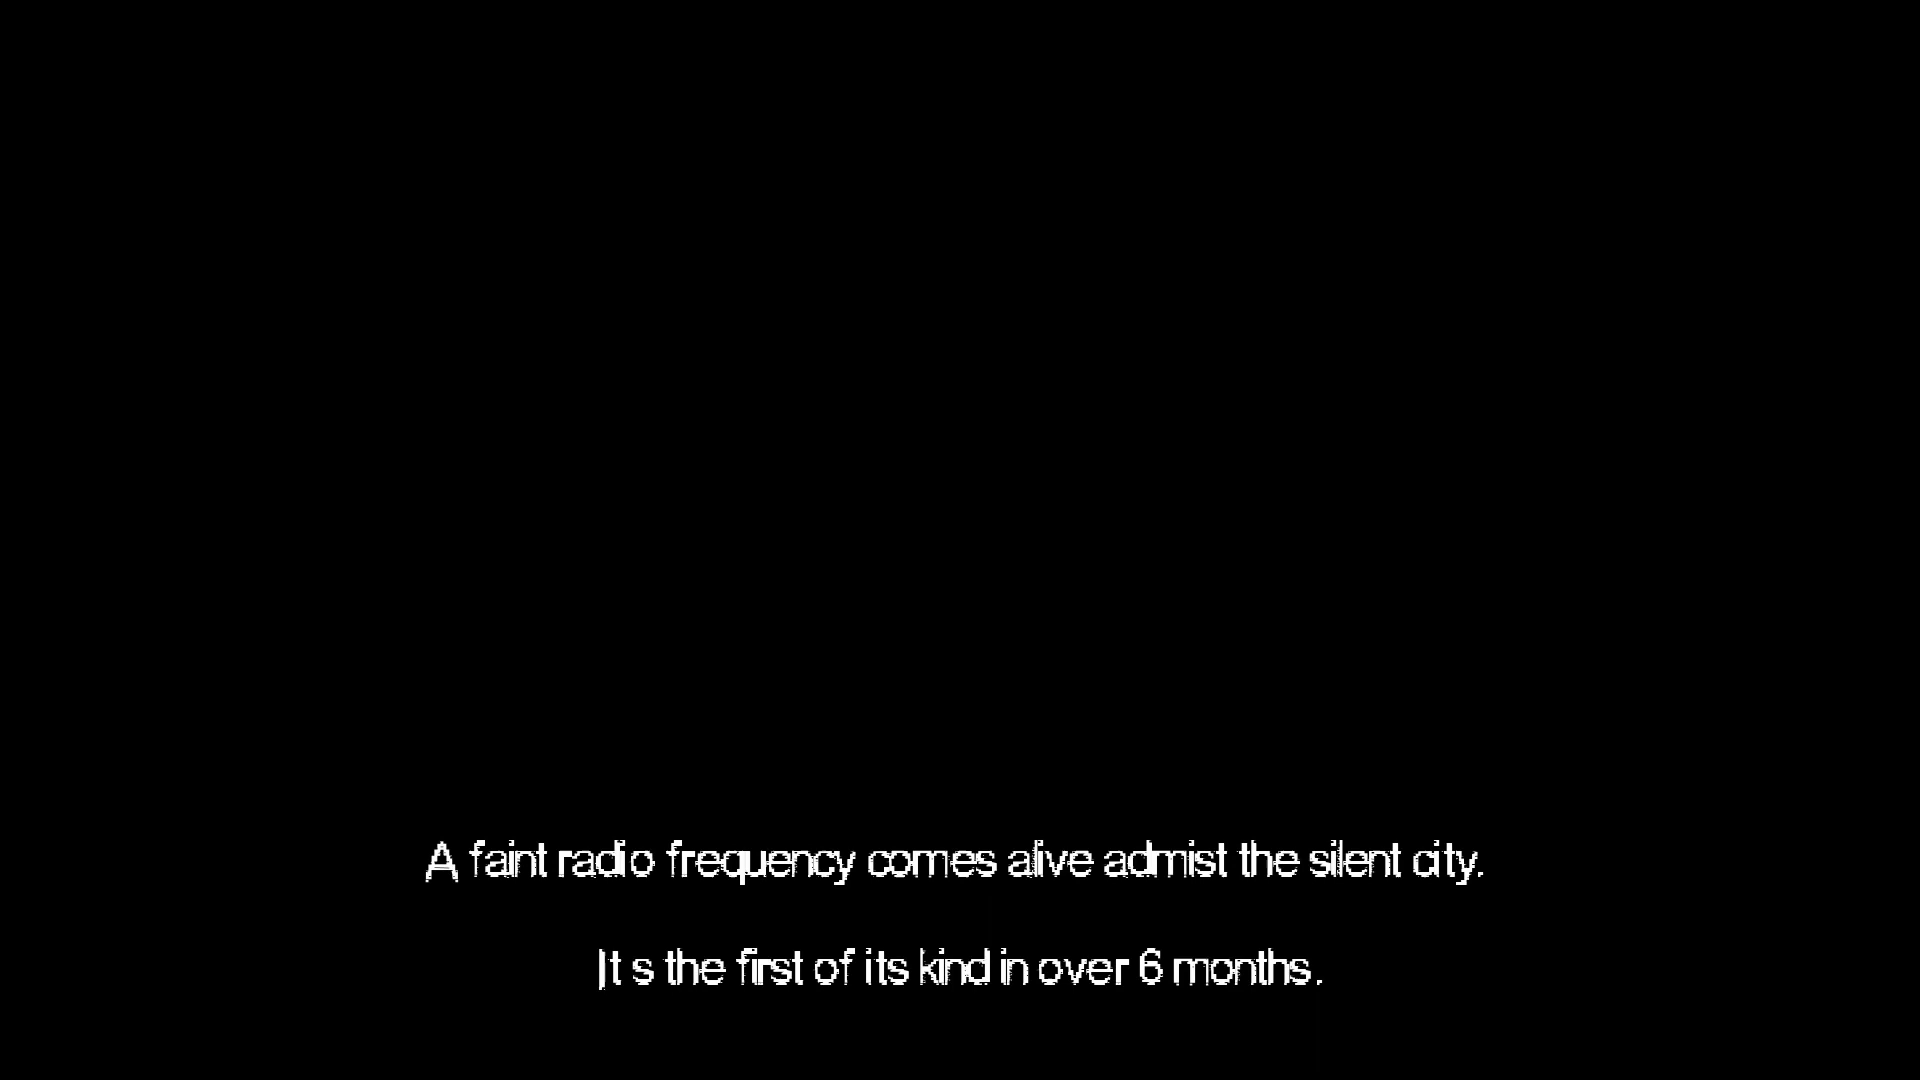 A faint radio frequency comes alive admist the silent city.
It s the first of its kind in over 6 months.